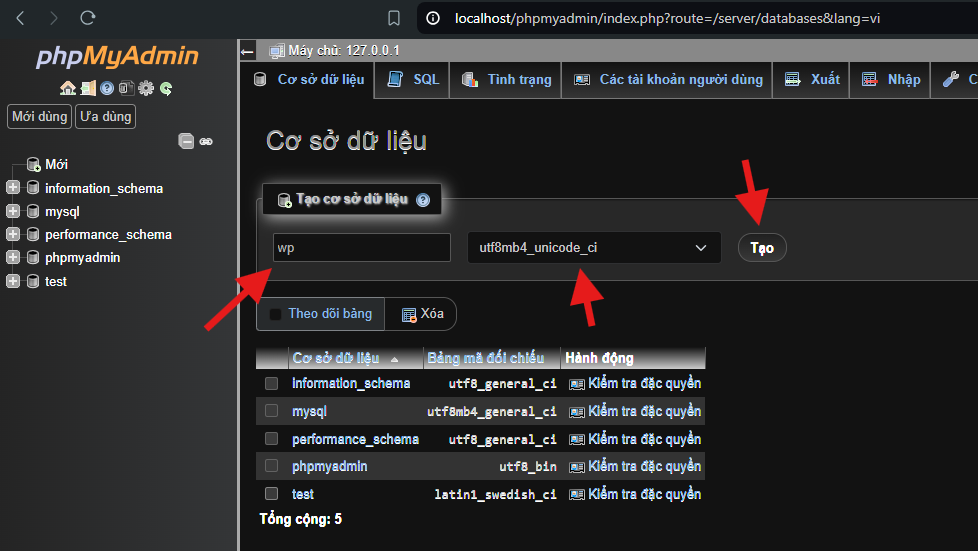 localhost/phpmyadmin/index.php?route=/server/databases&lang=vi
phpMyAdmin
Mới dùng
Ưa dùng
Mới
information_schema
mysql
performance_schema
phpmyadmin
test
Máy chủ: 127.0.0.1
Cơ sở dữ liệu
SQL
Tình trạng
Các tài khoản người dùng
Xuất
Nhập
C
Cơ sở dữ liệu
Tạo cơ sở dữ liệu
wp
utf8mb4_unicode_ci
Tạo
Theo dõi bảng
Xóa
Cơ sở dữ liệu Bảng mã đối chiếu Hành động
information_schema utf8_general_ci Kiểm tra đặc quyền
mysql utf8mb4_general_ci Kiểm tra đặc quyền
performance_schema utf8_general_ci Kiểm tra đặc quyền
phpmyadmin utf8_bin Kiểm tra đặc quyền
test latin1_swedish_ci Kiểm tra đặc quyền
Tổng cộng: 5